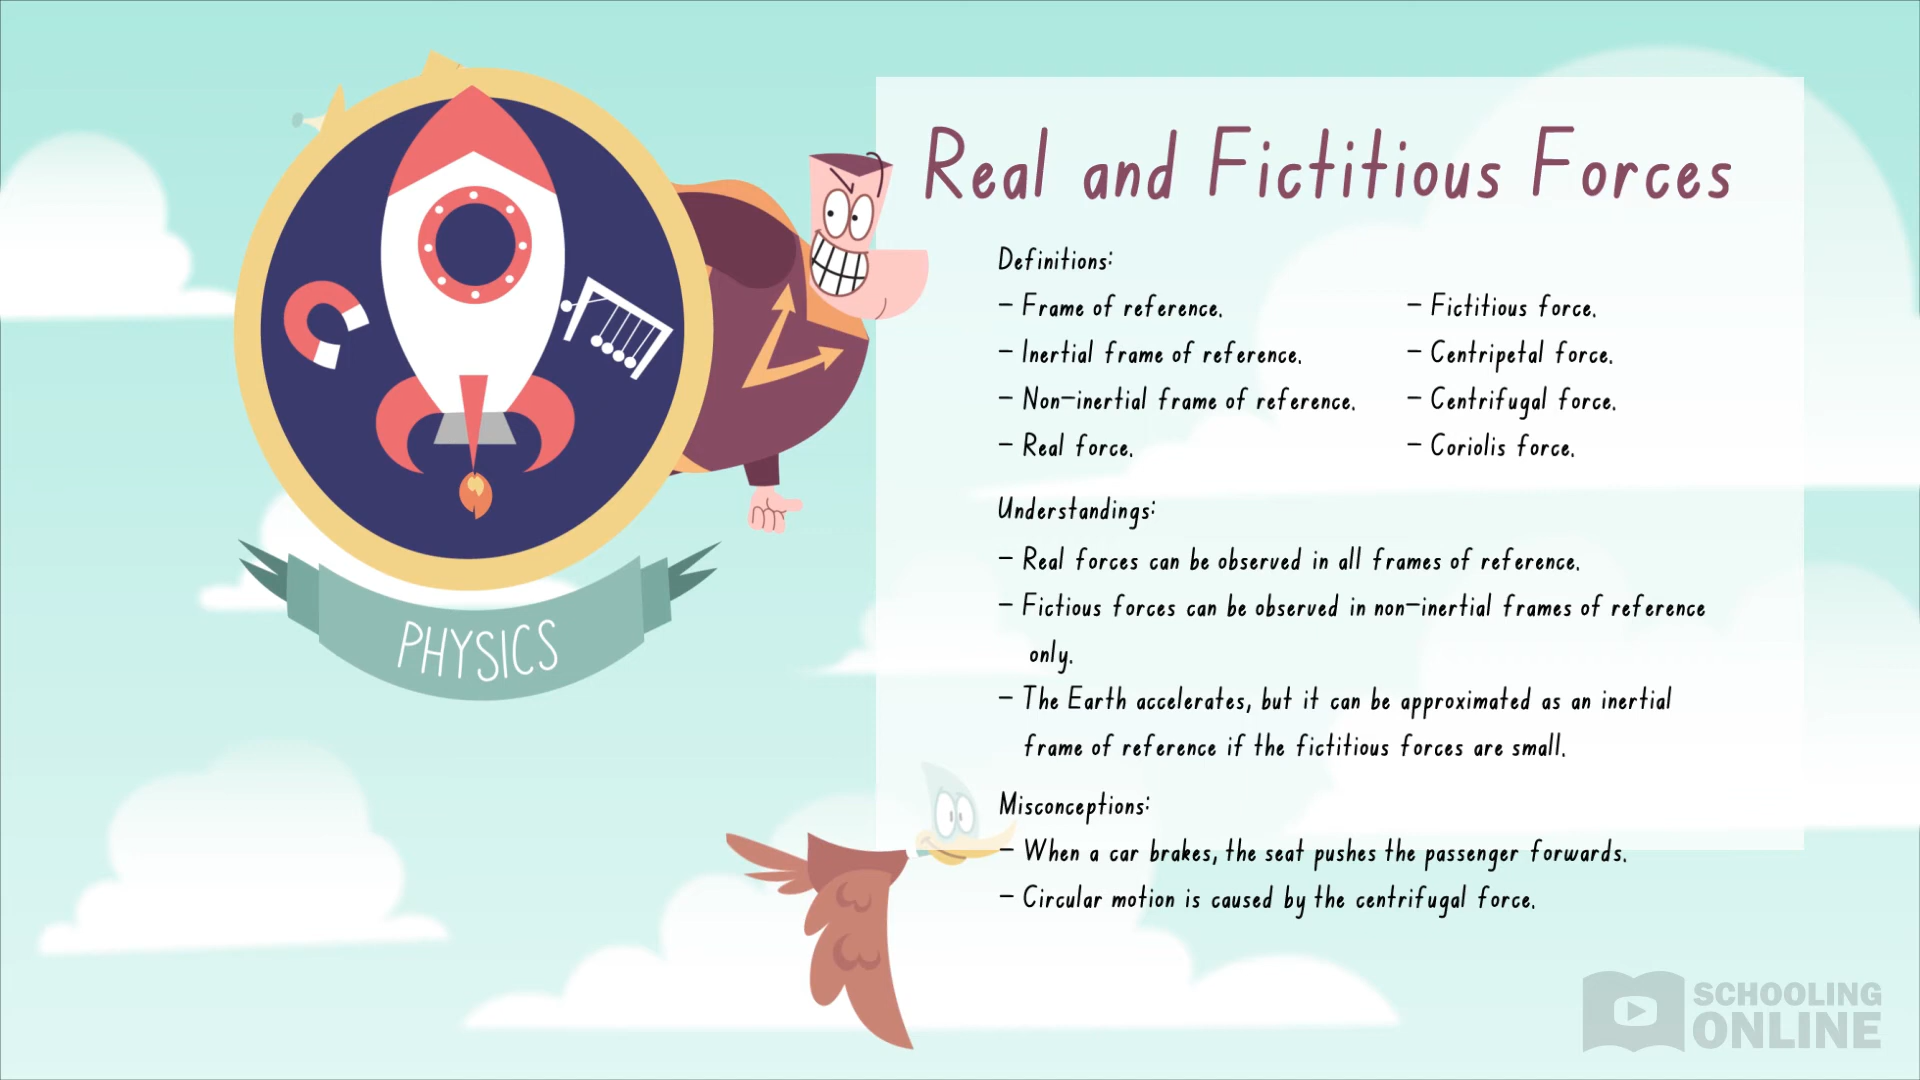 Real and Fictitious Forces
Definitions:
- Frame of reference.
- Inertial frame of reference.
- Non-inertial frame of reference.
- Real force.
- Fictitious force.
- Centripetal force.
- Centrifugal force.
- Coriolis force.
Understandings:
- Real forces can be observed in all frames of reference.
- Fictious forces can be observed in non-inertial frames of reference
only.
- The Earth accelerates, but it can be approximated as an inertial
frame of reference if the fictitious forces are small.
Misconceptions:
- When a car brakes, the seat pushes the passenger forwards.
- Circular motion is caused by the centrifugal force.
PHYSICS
SCHOOLING
ONLINE